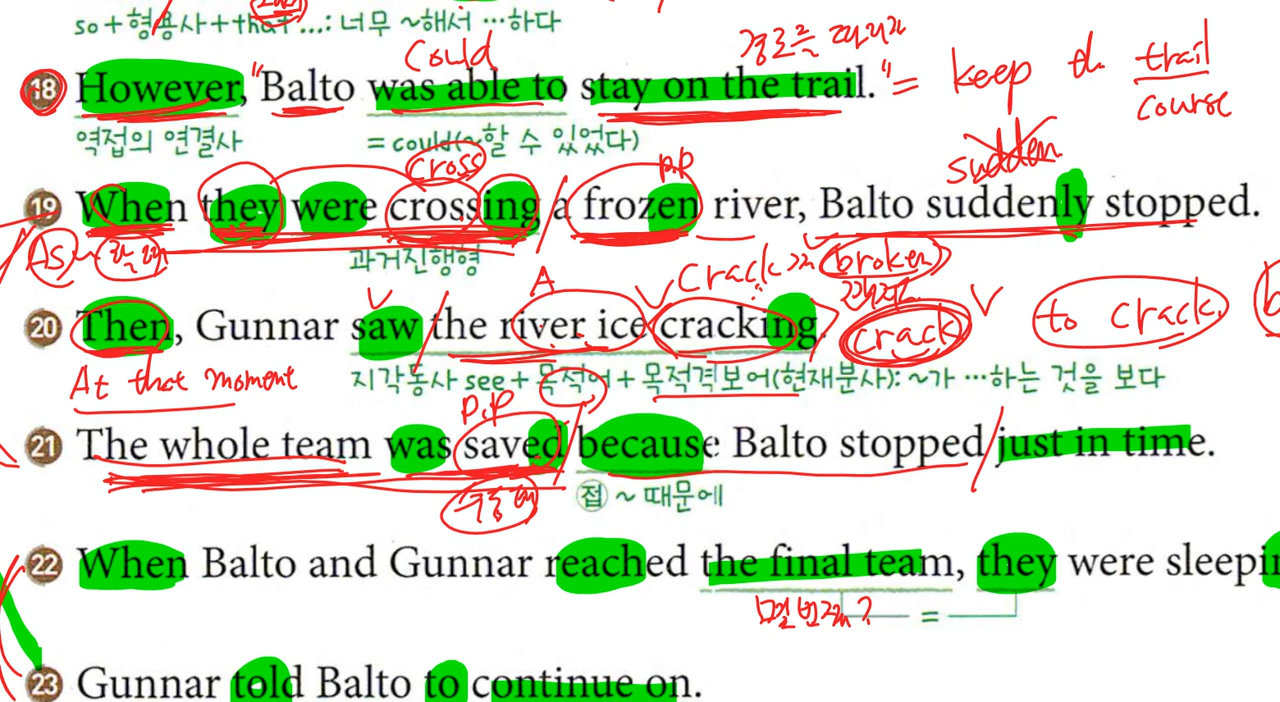 so+형용사+that ...: 너무 ~해서 …하다
Could
경로를
18 However, "Balto was able to stay on the trail." = keep the trail
course
역접의 연결사 = could(~할 수 있었다)
cross p.p sudden
19 When they were crossing a frozen river, Balto suddenly stopped.
As 과거진행형
A Crack broken
20 Then, Gunnar saw the river ice cracking. crack to crack
At that moment 지각동사 see+목적어+목적격보어(현재분사): ~가 …하는 것을 보다
p.p
21 The whole team was saved because Balto stopped just in time.
수동태 접 ~ 때문에
22 When Balto and Gunnar reached the final team, they were sleepin
몇번째? =
23 Gunnar told Balto to continue on.